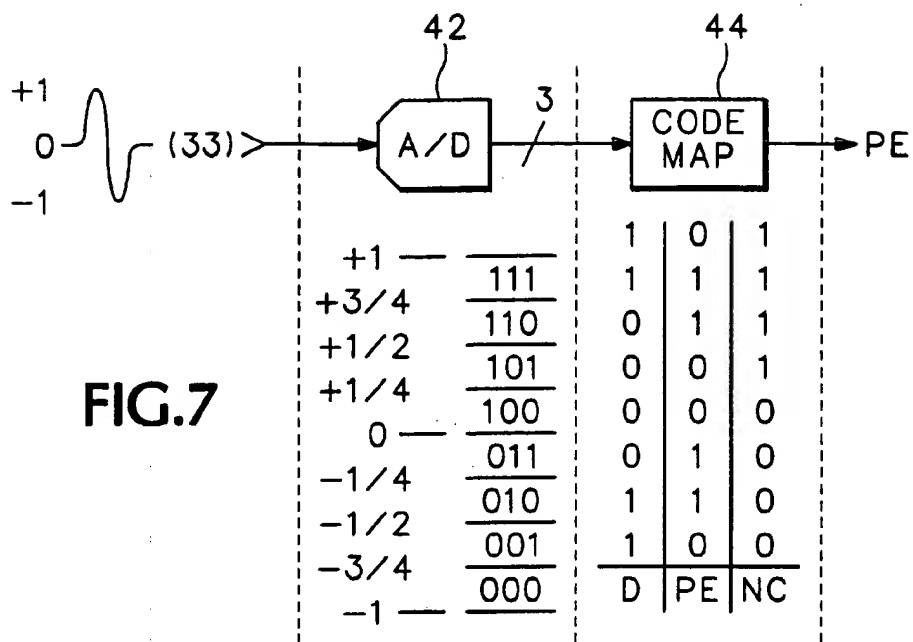 42
44
+1
0
-1
(33)
A/D
3
CODE
MAP
PE
1 0 1
+1
111
1 1 1
+3/4
110
0 1 1
+1/2
101
0 0 1
+1/4
FIG.7
100
0 0 0
0
011
0 1 0
-1/4
010
1 1 0
-1/2
001
1 0 0
-3/4
000
D PE NC
-1